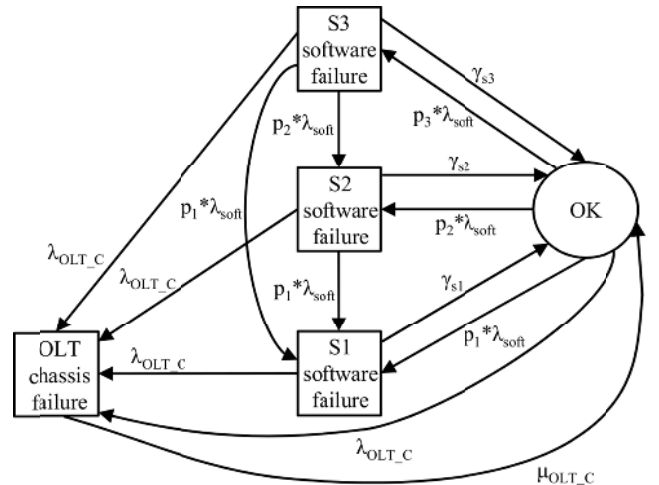 S3
software
failure
γs3
p3*λsoft
p2*λsoft
S2
software
failure
γs2
p2*λsoft
OK
p1*λsoft
λOLT_C
λOLT_C
p1*λsoft
γs1
p1*λsoft
OLT
chassis
failure
λOLT_C
S1
software
failure
λOLT_C
μOLT_C